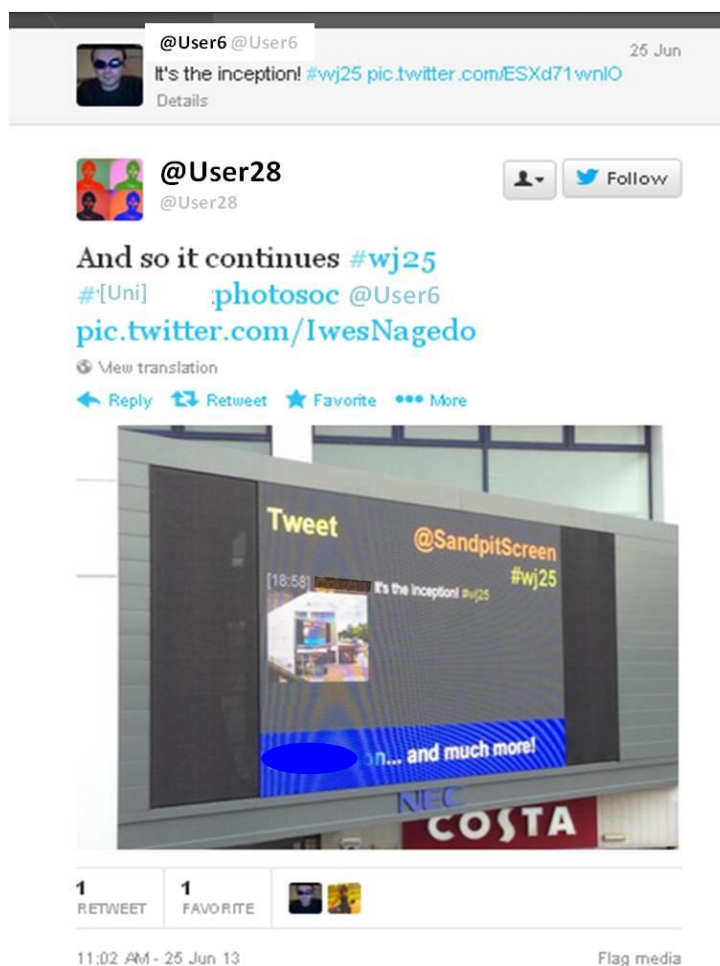 @User6 @User6
25 Jun
It's the inception! #wj25 pic.twitter.com/ESXd71wnIO
Details
@User28
@User28
Follow
And so it continues #wj25
#[Uni] photosoc @User6
pic.twitter.com/IwesNagedo
View translation
Reply Retweet Favorite More
Tweet
@SandpitScreen
#wj25
[18:58] It's the inception! #wj25
on... and much more!
NEC
COSTA
1 RETWEET
1 FAVORITE
11:02 AM - 25 Jun 13
Flag media